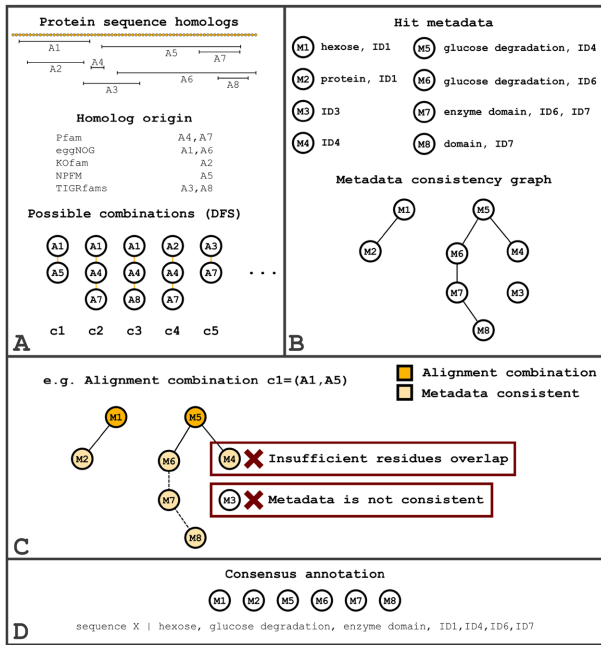 Protein sequence homologs
A1
A5
A7
A4
A2
A6
A3
A8
Homolog origin
Pfam A4,A7
eggNOG A1,A6
KOfam A2
NPFM A5
TIGRfams A3,A8
Possible combinations (DFS)
A1 A1 A1 A2 A3
A5 A4 A4 A4 A7 ...
A7 A8 A7
c1 c2 c3 c4 c5
A
Hit metadata
M1 hexose, ID1 M5 glucose degradation, ID4
M2 protein, ID1 M6 glucose degradation, ID6
M3 ID3 M7 enzyme domain, ID6, ID7
M4 ID4 M8 domain, ID7
Metadata consistency graph
M1 M5
M2 M6 M4
M7 M3
M8
B
e.g. Alignment combination c1=(A1,A5)
Alignment combination
Metadata consistent
M1 M5
M2 M6 M4 Insufficient residues overlap
M7 M3 Metadata is not consistent
M8
C
Consensus annotation
M1 M2 M5 M6 M7 M8
sequence X | hexose, glucose degradation, enzyme domain, ID1,ID4,ID6,ID7
D